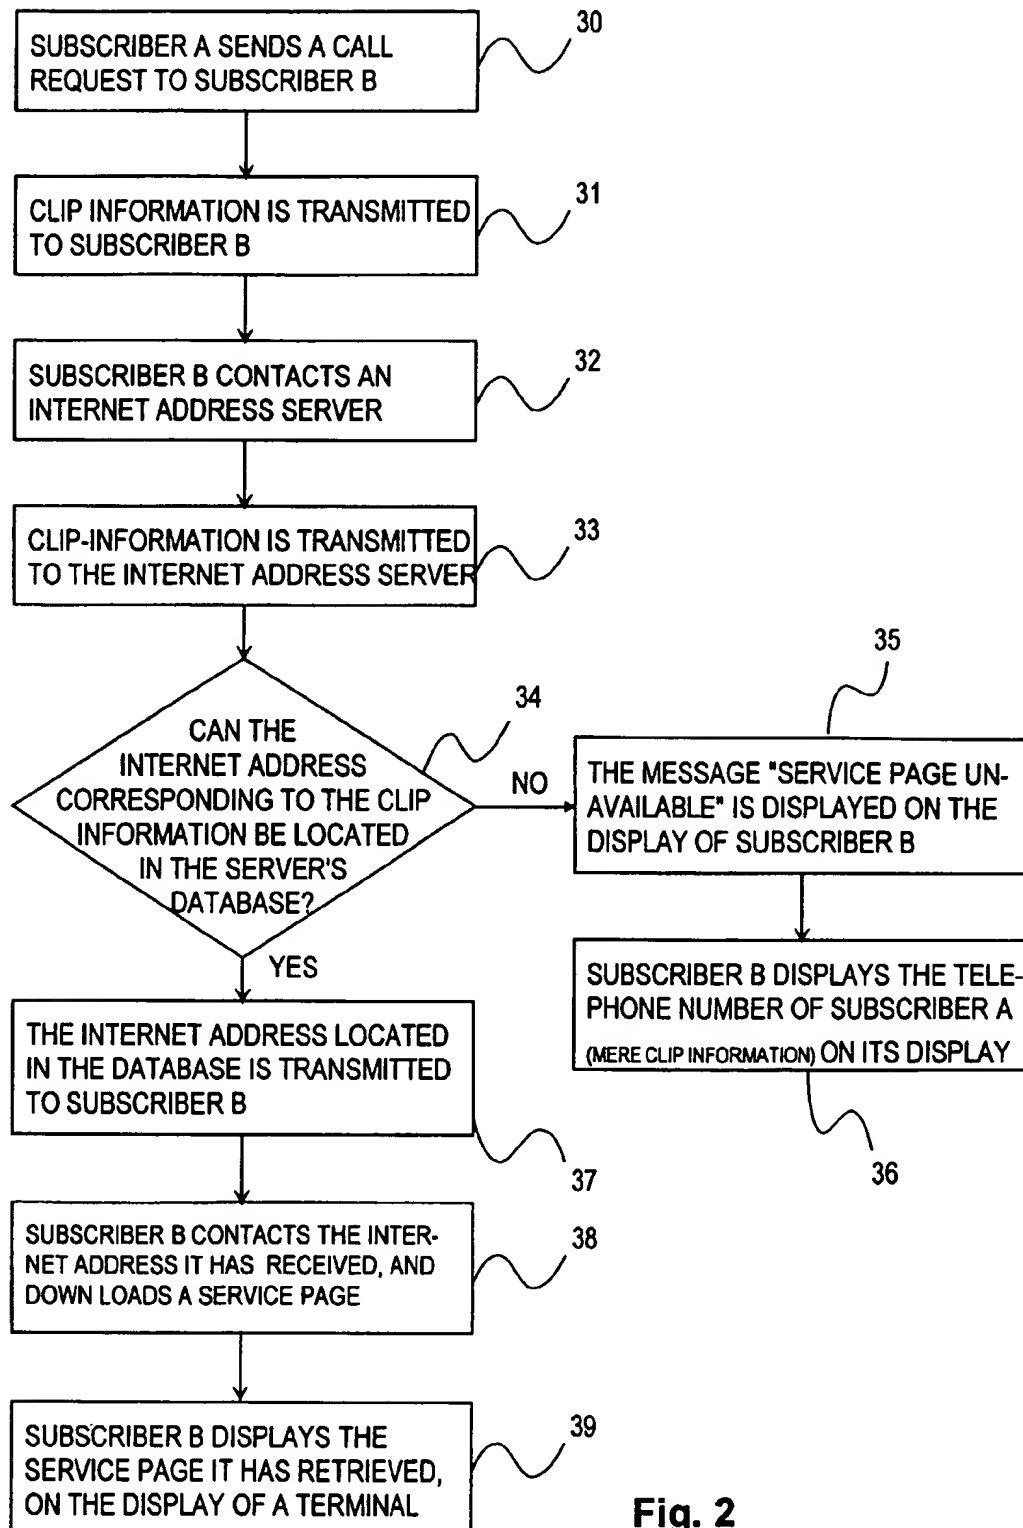 30
SUBSCRIBER A SENDS A CALL
REQUEST TO SUBSCRIBER B
31
CLIP INFORMATION IS TRANSMITTED
TO SUBSCRIBER B
32
SUBSCRIBER B CONTACTS AN
INTERNET ADDRESS SERVER
33
CLIP-INFORMATION IS TRANSMITTED
TO THE INTERNET ADDRESS SERVER
34
CAN THE
INTERNET ADDRESS
CORRESPONDING TO THE CLIP
INFORMATION BE LOCATED
IN THE SERVER'S
DATABASE?
NO
35
THE MESSAGE "SERVICE PAGE UN-
AVAILABLE" IS DISPLAYED ON THE
DISPLAY OF SUBSCRIBER B
SUBSCRIBER B DISPLAYS THE TELE-
PHONE NUMBER OF SUBSCRIBER A
(MERE CLIP INFORMATION) ON ITS DISPLAY
36
YES
THE INTERNET ADDRESS LOCATED
IN THE DATABASE IS TRANSMITTED
TO SUBSCRIBER B
37
SUBSCRIBER B CONTACTS THE INTER-
NET ADDRESS IT HAS RECEIVED, AND
DOWN LOADS A SERVICE PAGE
38
SUBSCRIBER B DISPLAYS THE
SERVICE PAGE IT HAS RETRIEVED,
ON THE DISPLAY OF A TERMINAL
39
Fig. 2